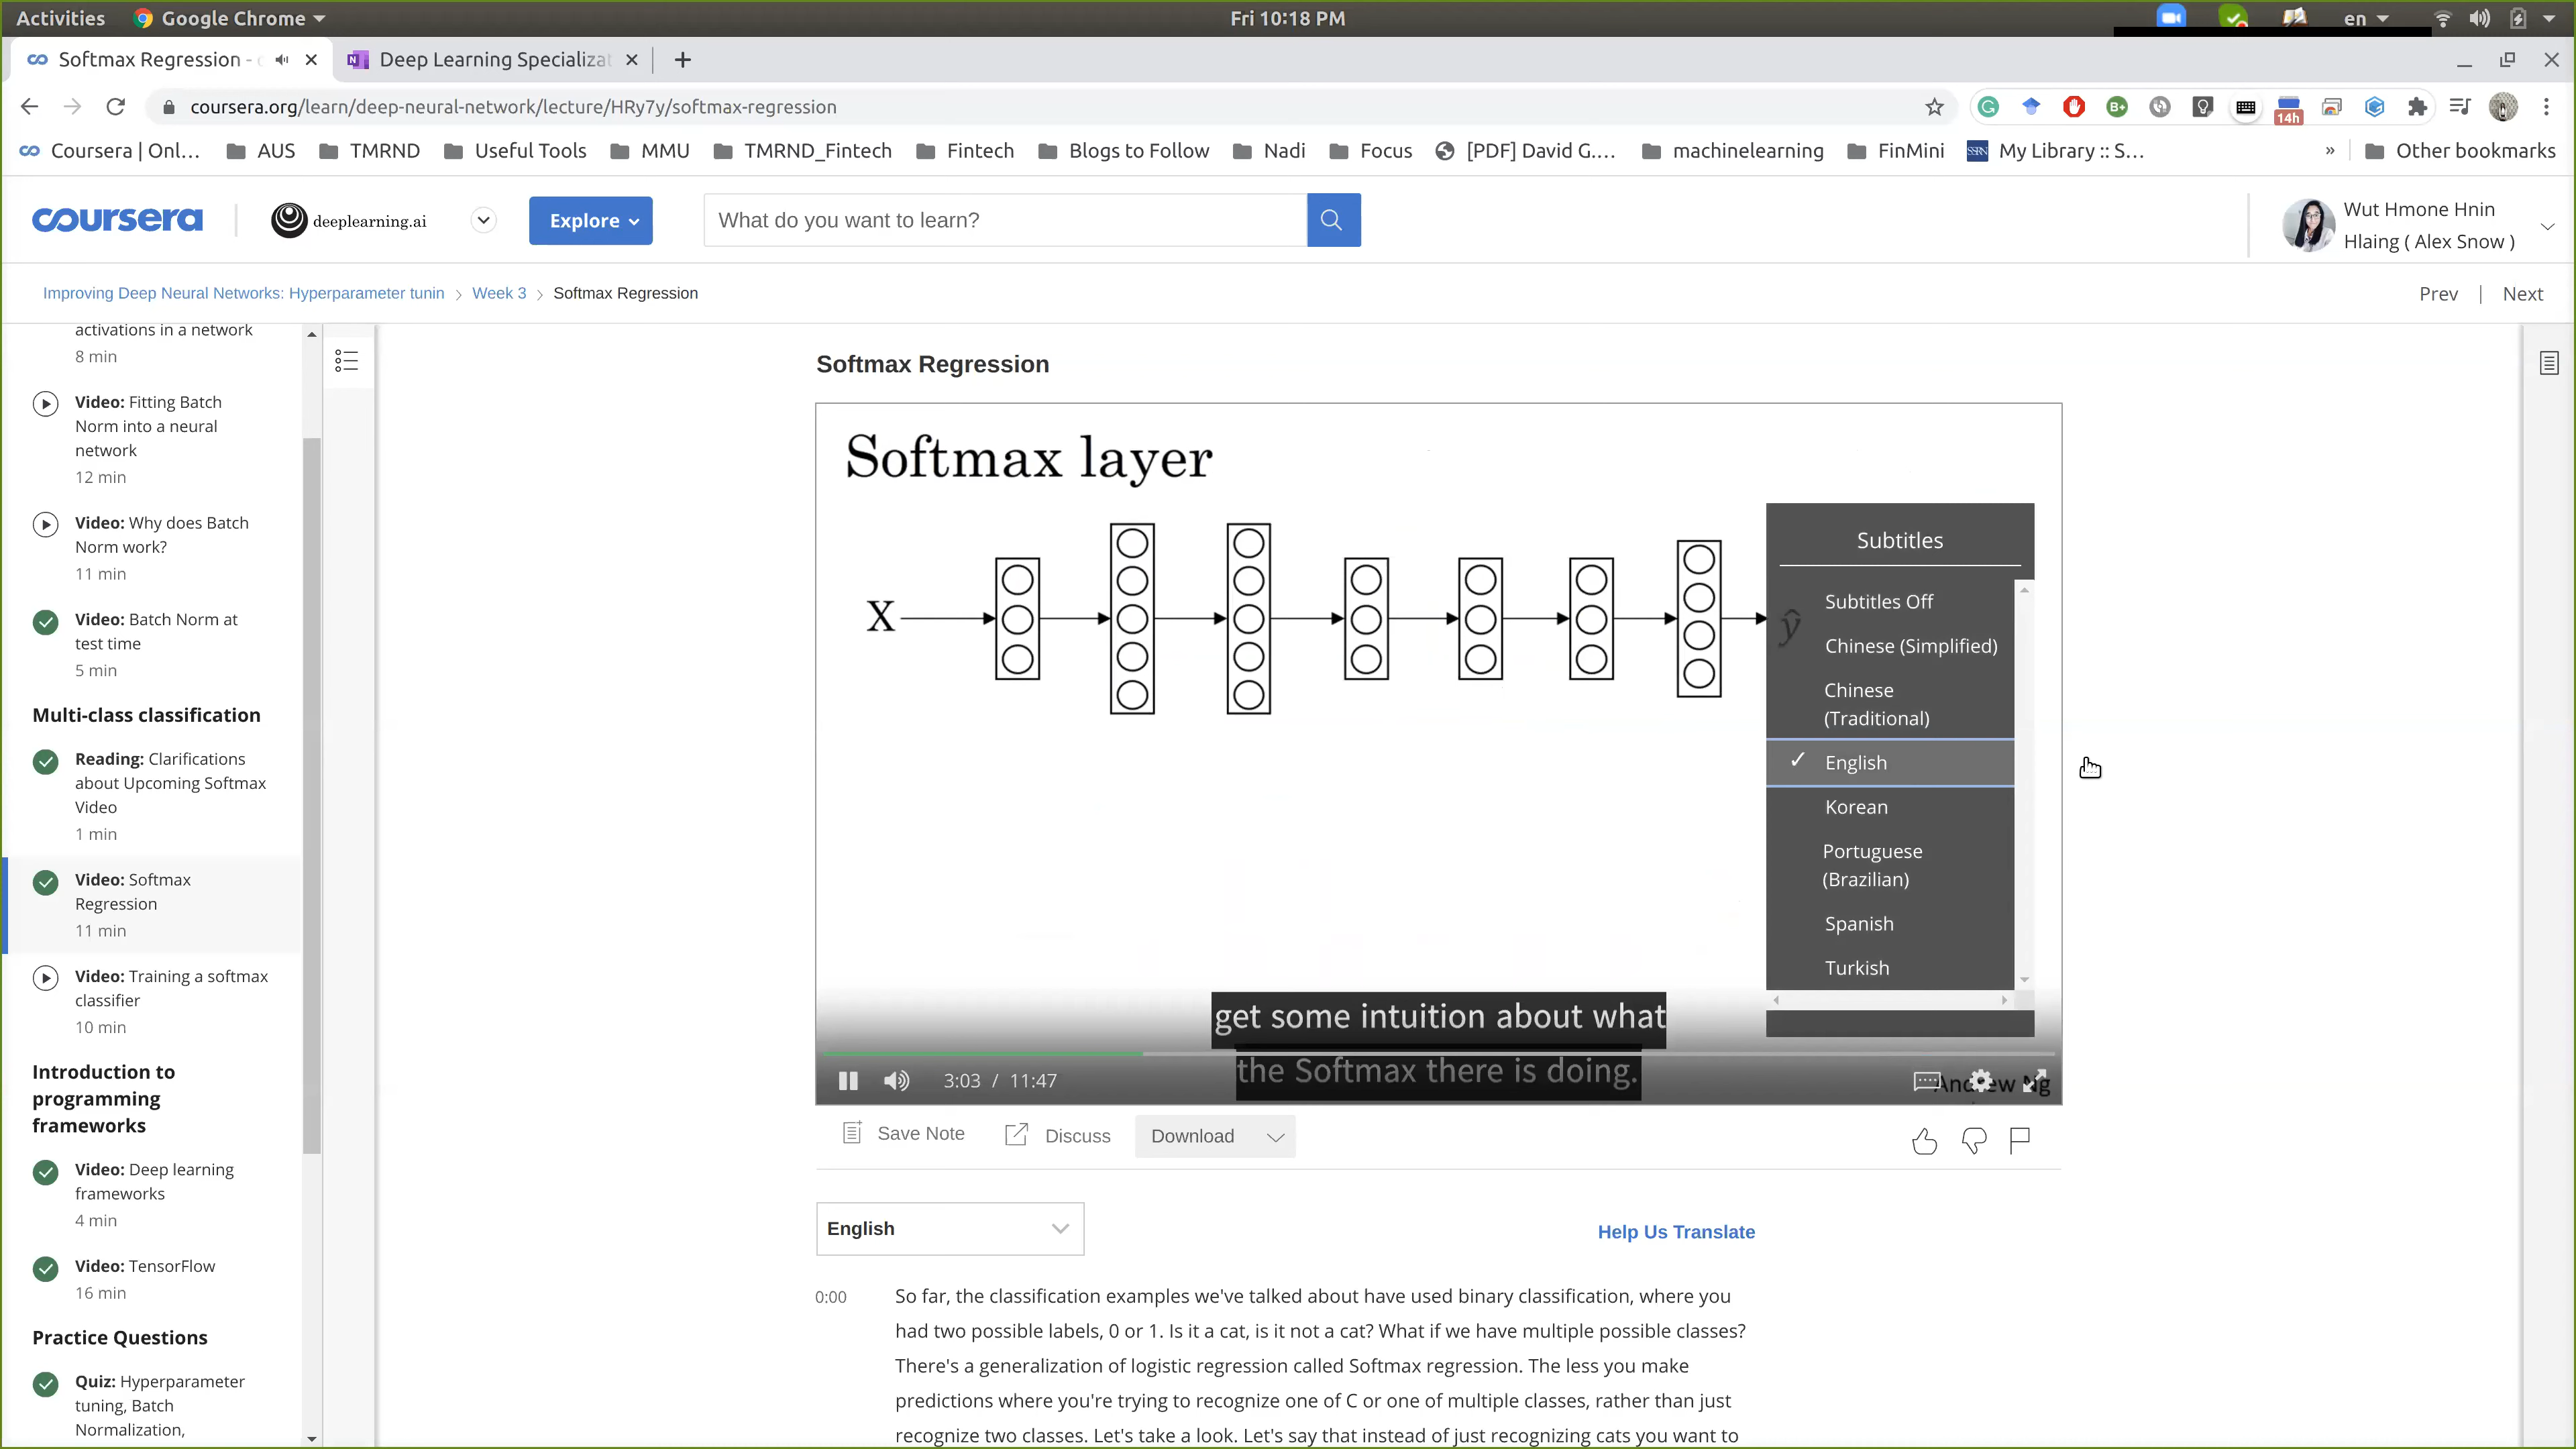 Activities
Google Chrome
Fri 10:18 PM
en
Softmax Regression -
Deep Learning Specializat
coursera.org/learn/deep-neural-network/lecture/HRy7y/softmax-regression
14h
Coursera | Onl...
AUS
TMRND
Useful Tools
MMU
TMRND_Fintech
Fintech
Blogs to Follow
Nadi
Focus
[PDF] David G....
machinelearning
FinMini
My Library :: S...
»
Other bookmarks
coursera
deeplearning.ai
Explore
What do you want to learn?
Wut Hmone Hnin
Hlaing ( Alex Snow )
Improving Deep Neural Networks: Hyperparameter tunin
Week 3
Softmax Regression
Prev | Next
activations in a network
8 min
Video: Fitting Batch
Norm into a neural
network
12 min
Video: Why does Batch
Norm work?
11 min
Video: Batch Norm at
test time
5 min
Multi-class classification
Reading: Clarifications
about Upcoming Softmax
Video
1 min
Video: Softmax
Regression
11 min
Video: Training a softmax
classifier
10 min
Introduction to
programming
frameworks
Video: Deep learning
frameworks
4 min
Video: TensorFlow
16 min
Practice Questions
Quiz: Hyperparameter
tuning, Batch
Normalization,
Softmax Regression
Softmax layer
X
ŷ
Subtitles
Subtitles Off
Chinese (Simplified)
Chinese
(Traditional)
✓ English
Korean
Portuguese
(Brazilian)
Spanish
Turkish
get some intuition about what
the Softmax there is doing.
3:03 / 11:47
Andrew Ng
Save Note
Discuss
Download
English
Help Us Translate
0:00
So far, the classification examples we've talked about have used binary classification, where you
had two possible labels, 0 or 1. Is it a cat, is it not a cat? What if we have multiple possible classes?
There's a generalization of logistic regression called Softmax regression. The less you make
predictions where you're trying to recognize one of C or one of multiple classes, rather than just
recognize two classes. Let's take a look. Let's say that instead of just recognizing cats you want to